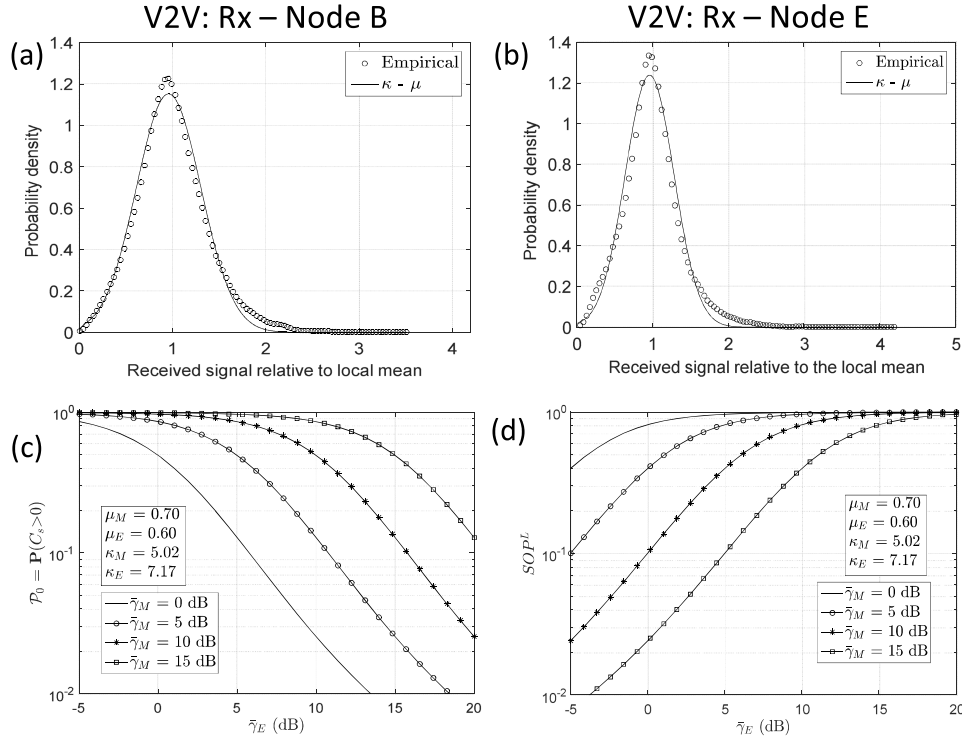 V2V: Rx – Node B
V2V: Rx – Node E
(a)
1.4
1.2
1
0.8
0.6
0.4
0.2
0
Probability density
Empirical
κ - μ
0
1
2
3
4
Received signal relative to local mean
(b)
1.4
1.2
1
0.8
0.6
0.4
0.2
0
Probability density
Empirical
κ - μ
0
1
2
3
4
5
Received signal relative to the local mean
(c)
10⁰
10⁻¹
10⁻²
𝒫₀ = P(Cₛ>0)
μ_M = 0.70
μ_E = 0.60
κ_M = 5.02
κ_E = 7.17
γ̄_M = 0 dB
γ̄_M = 5 dB
γ̄_M = 10 dB
γ̄_M = 15 dB
-5
0
5
10
15
20
γ̄_E (dB)
(d)
10⁰
10⁻¹
10⁻²
SOP^L
μ_M = 0.70
μ_E = 0.60
κ_M = 5.02
κ_E = 7.17
γ̄_M = 0 dB
γ̄_M = 5 dB
γ̄_M = 10 dB
γ̄_M = 15 dB
-5
0
5
10
15
20
γ̄_E (dB)